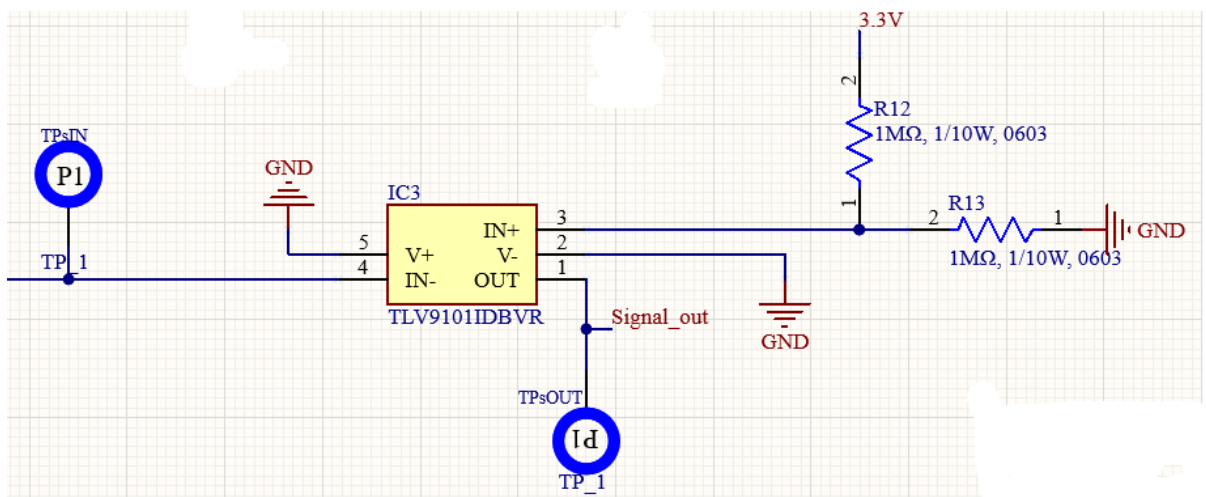 3.3V
2
R12
1MΩ, 1/10W, 0603
1
TPsIN
P1
TP_1
GND
IC3
5
V+
4
IN-
IN+
3
V-
2
OUT
1
TLV9101IDBVR
R13
2
1
GND
1MΩ, 1/10W, 0603
Signal_out
GND
TPsOUT
P1
TP_1